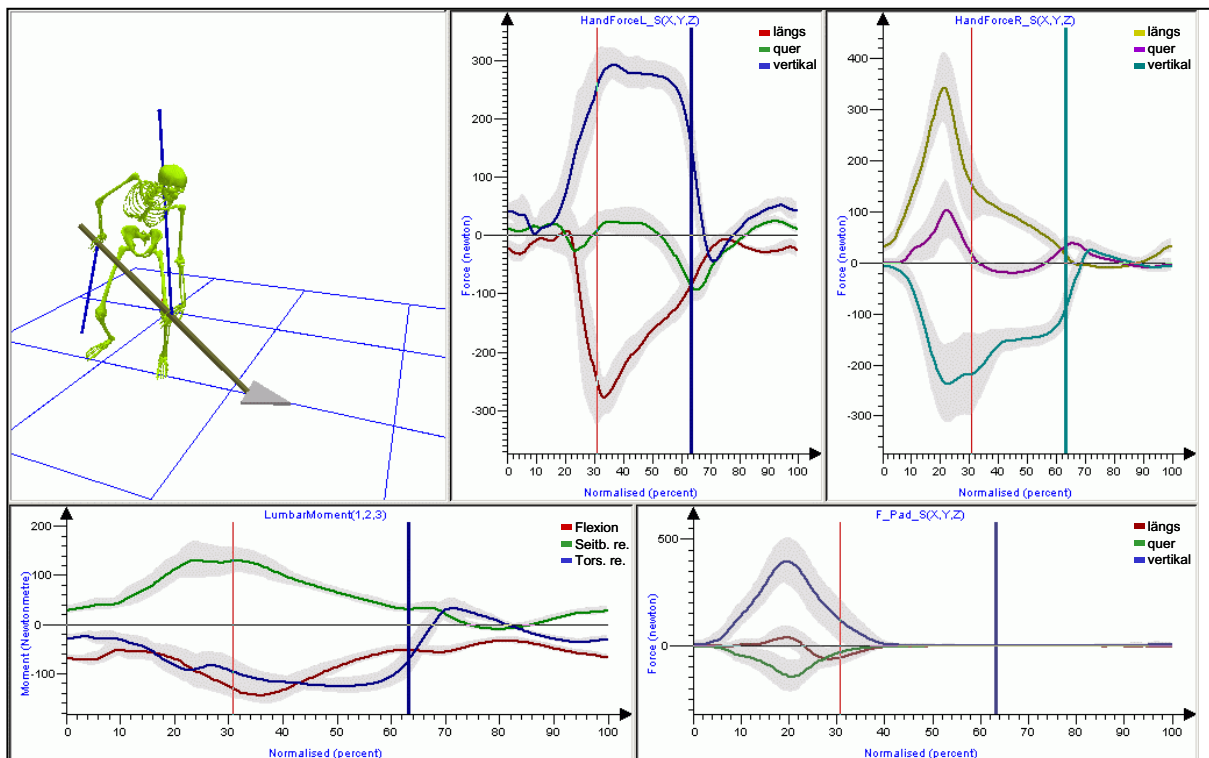 HandForceL_S(X,Y,Z)
längs
quer
vertikal
300
200
100
0
-100
-200
-300
Force (newton)
0 10 20 30 40 50 60 70 80 90 100
Normalised (percent)
HandForceR_S(X,Y,Z)
längs
quer
vertikal
400
300
200
100
0
-100
-200
-300
Force (newton)
0 10 20 30 40 50 60 70 80 90 100
Normalised (percent)
LumbarMoment(1,2,3)
Flexion
Seitb. re.
Tors. re.
200
100
0
-100
Moment (Newtonmetre)
0 10 20 30 40 50 60 70 80 90 100
Normalised (percent)
F_Pad_S(X,Y,Z)
längs
quer
vertikal
500
0
Force (newton)
0 10 20 30 40 50 60 70 80 90 100
Normalised (percent)